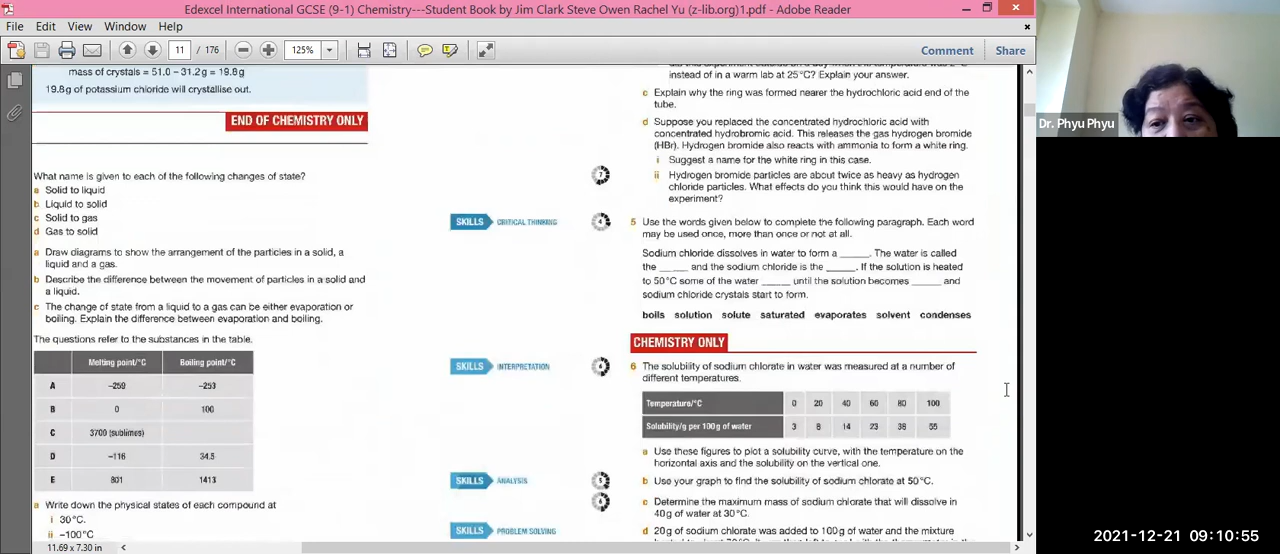 Edexcel International GCSE (9-1) Chemistry---Student Book by Jim Clark Steve Owen Rachel Yu (z-lib.org)1.pdf - Adobe Reader
File Edit View Window Help
11 / 176
125%
Comment
Share
mass of crystals = 51.0 – 31.2 g = 19.8 g
19.8 g of potassium chloride will crystallise out.
END OF CHEMISTRY ONLY
What name is given to each of the following changes of state?
a Solid to liquid
b Liquid to solid
c Solid to gas
d Gas to solid
a Draw diagrams to show the arrangement of the particles in a solid, a
liquid and a gas.
b Describe the difference between the movement of particles in a solid and
a liquid.
c The change of state from a liquid to a gas can be either evaporation or
boiling. Explain the difference between evaporation and boiling.
The questions refer to the substances in the table.
Melting point/°C Boiling point/°C
A –259 –253
B 0 100
C 3700 (sublimes)
D –116 34.5
E 801 1413
a Write down the physical states of each compound at
i 30 °C.
ii –100 °C
11.69 x 7.30 in
SKILLS CRITICAL THINKING
SKILLS INTERPRETATION
SKILLS ANALYSIS
SKILLS PROBLEM SOLVING
7
4
6
5
6
instead of in a warm lab at 25 °C? Explain your answer.
c Explain why the ring was formed nearer the hydrochloric acid end of the
tube.
d Suppose you replaced the concentrated hydrochloric acid with
concentrated hydrobromic acid. This releases the gas hydrogen bromide
(HBr). Hydrogen bromide also reacts with ammonia to form a white ring.
i Suggest a name for the white ring in this case.
ii Hydrogen bromide particles are about twice as heavy as hydrogen
chloride particles. What effects do you think this would have on the
experiment?
5 Use the words given below to complete the following paragraph. Each word
may be used once, more than once or not at all.
Sodium chloride dissolves in water to form a ______. The water is called
the ______ and the sodium chloride is the ______. If the solution is heated
to 50 °C some of the water ______ until the solution becomes ______ and
sodium chloride crystals start to form.
boils solution solute saturated evaporates solvent condenses
CHEMISTRY ONLY
6 The solubility of sodium chlorate in water was measured at a number of
different temperatures.
Temperature/°C 0 20 40 60 80 100
Solubility/g per 100 g of water 3 8 14 23 38 55
a Use these figures to plot a solubility curve, with the temperature on the
horizontal axis and the solubility on the vertical one.
b Use your graph to find the solubility of sodium chlorate at 50 °C.
c Determine the maximum mass of sodium chlorate that will dissolve in
40 g of water at 30 °C.
d 20 g of sodium chlorate was added to 100 g of water and the mixture
Dr. Phyu Phyu
2021-12-21 09:10:55